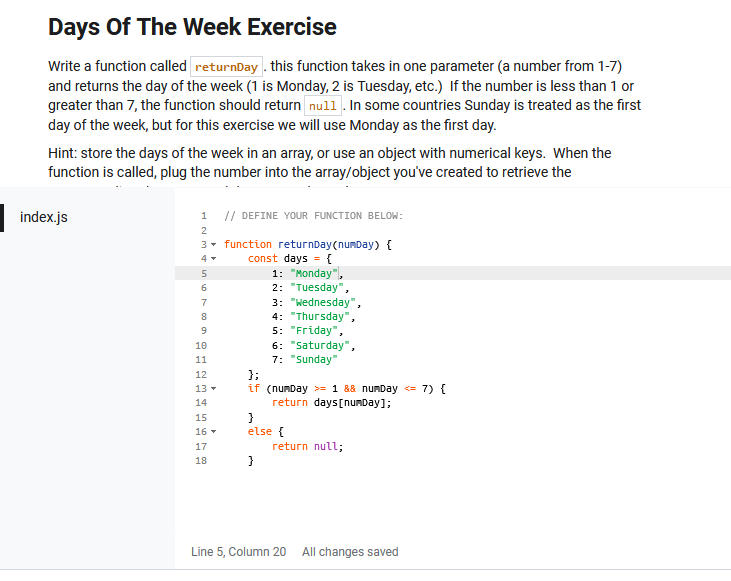 Days Of The Week Exercise
Write a function called returnDay. this function takes in one parameter (a number from 1-7)
and returns the day of the week (1 is Monday, 2 is Tuesday, etc.)  If the number is less than 1 or
greater than 7, the function should return null. In some countries Sunday is treated as the first
day of the week, but for this exercise we will use Monday as the first day.
Hint: store the days of the week in an array, or use an object with numerical keys.  When the
function is called, plug the number into the array/object you've created to retrieve the
index.js
1 // DEFINE YOUR FUNCTION BELOW:
2
3 function returnDay(numDay) {
4     const days = {
5         1: "Monday",
6         2: "Tuesday",
7         3: "Wednesday",
8         4: "Thursday",
9         5: "Friday",
10         6: "Saturday",
11         7: "Sunday"
12     };
13     if (numDay >= 1 && numDay <= 7) {
14         return days[numDay];
15     }
16     else {
17         return null;
18     }
Line 5, Column 20 All changes saved